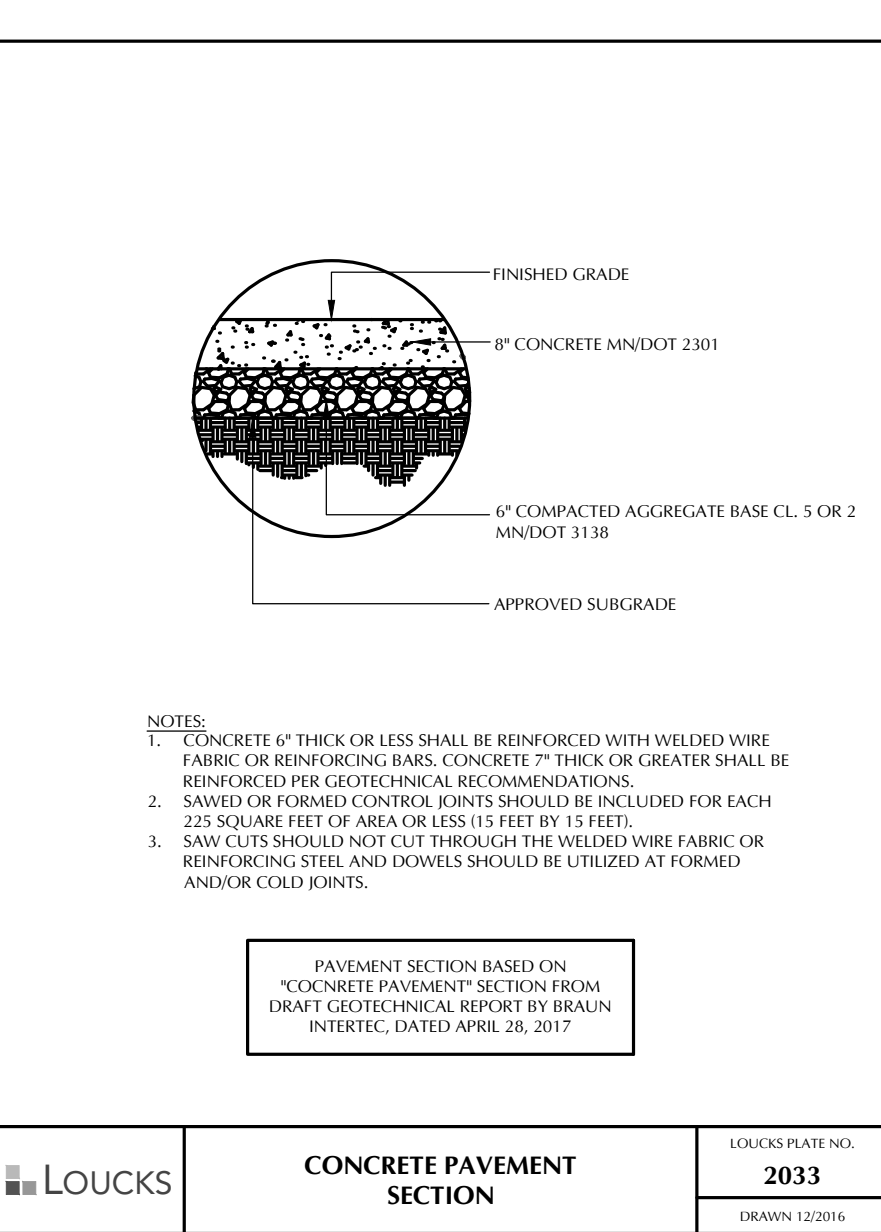 FINISHED GRADE
8" CONCRETE MN/DOT 2301
6" COMPACTED AGGREGATE BASE CL. 5 OR 2
MN/DOT 3138
APPROVED SUBGRADE
NOTES:
1. CONCRETE 6" THICK OR LESS SHALL BE REINFORCED WITH WELDED WIRE
FABRIC OR REINFORCING BARS. CONCRETE 7" THICK OR GREATER SHALL BE
REINFORCED PER GEOTECHNICAL RECOMMENDATIONS.
2. SAWED OR FORMED CONTROL JOINTS SHOULD BE INCLUDED FOR EACH
225 SQUARE FEET OF AREA OR LESS (15 FEET BY 15 FEET).
3. SAW CUTS SHOULD NOT CUT THROUGH THE WELDED WIRE FABRIC OR
REINFORCING STEEL AND DOWELS SHOULD BE UTILIZED AT FORMED
AND/OR COLD JOINTS.
PAVEMENT SECTION BASED ON
"COCNRETE PAVEMENT" SECTION FROM
DRAFT GEOTECHNICAL REPORT BY BRAUN
INTERTEC, DATED APRIL 28, 2017
LOUCKS
CONCRETE PAVEMENT
SECTION
LOUCKS PLATE NO.
2033
DRAWN 12/2016